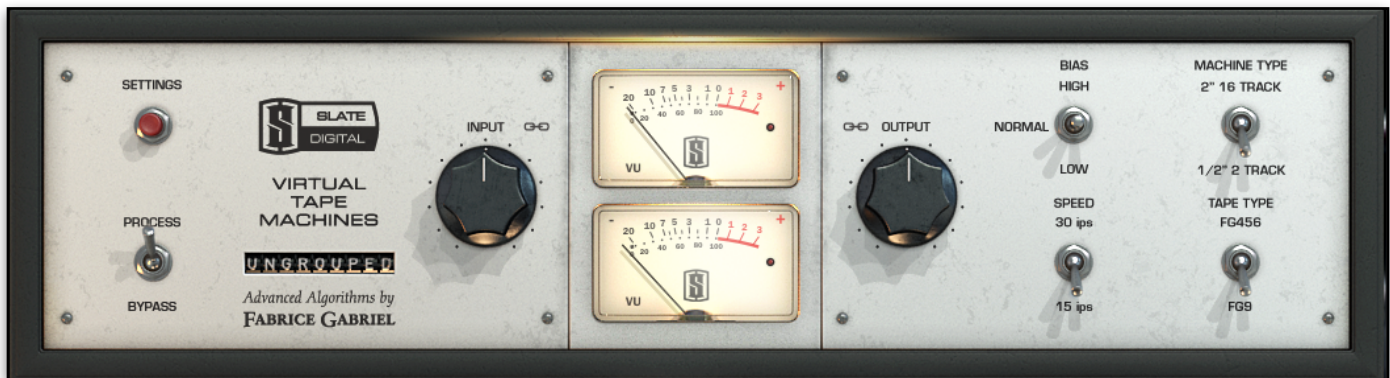 SETTINGS
SLATE
DIGITAL
VIRTUAL
TAPE
MACHINES
PROCESS
BYPASS
UNGROUPED
Advanced Algorithms by
FABRICE GABRIEL
INPUT
- 20 10 7 5 3 1 0 1 2 3 +
0 20 40 60 80 100
VU
- 20 10 7 5 3 1 0 1 2 3 +
0 20 40 60 80 100
VU
OUTPUT
BIAS
HIGH
NORMAL
LOW
SPEED
30 ips
15 ips
MACHINE TYPE
2" 16 TRACK
1/2" 2 TRACK
TAPE TYPE
FG456
FG9